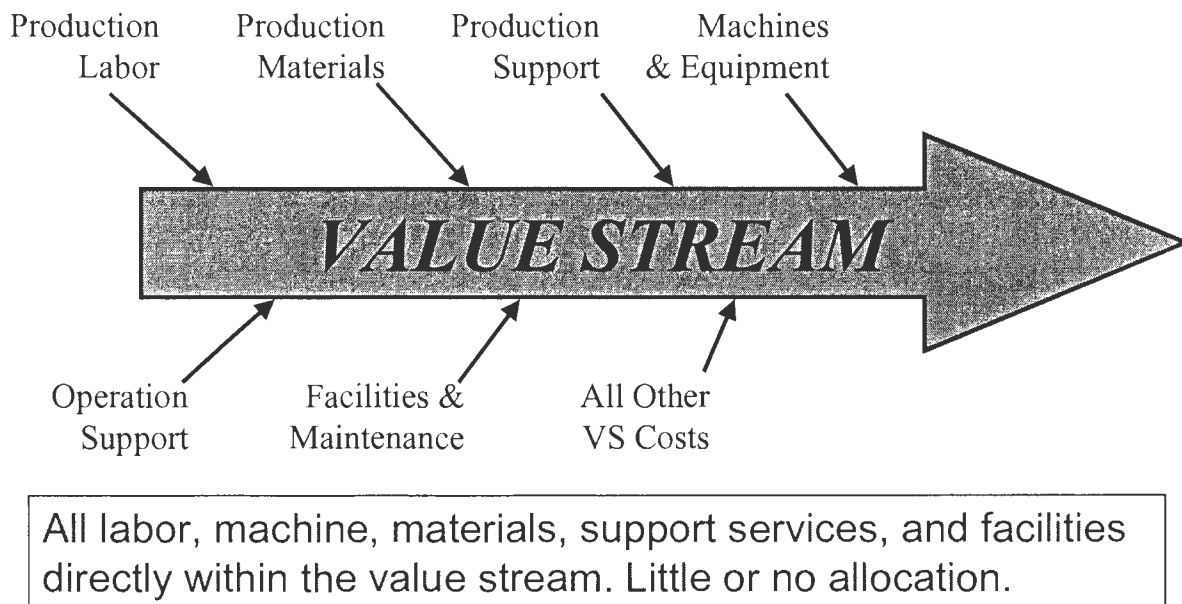 Production
Labor
Production
Materials
Production
Support
Machines
& Equipment
VALUE STREAM
Operation
Support
Facilities &
Maintenance
All Other
VS Costs
All labor, machine, materials, support services, and facilities
directly within the value stream. Little or no allocation.